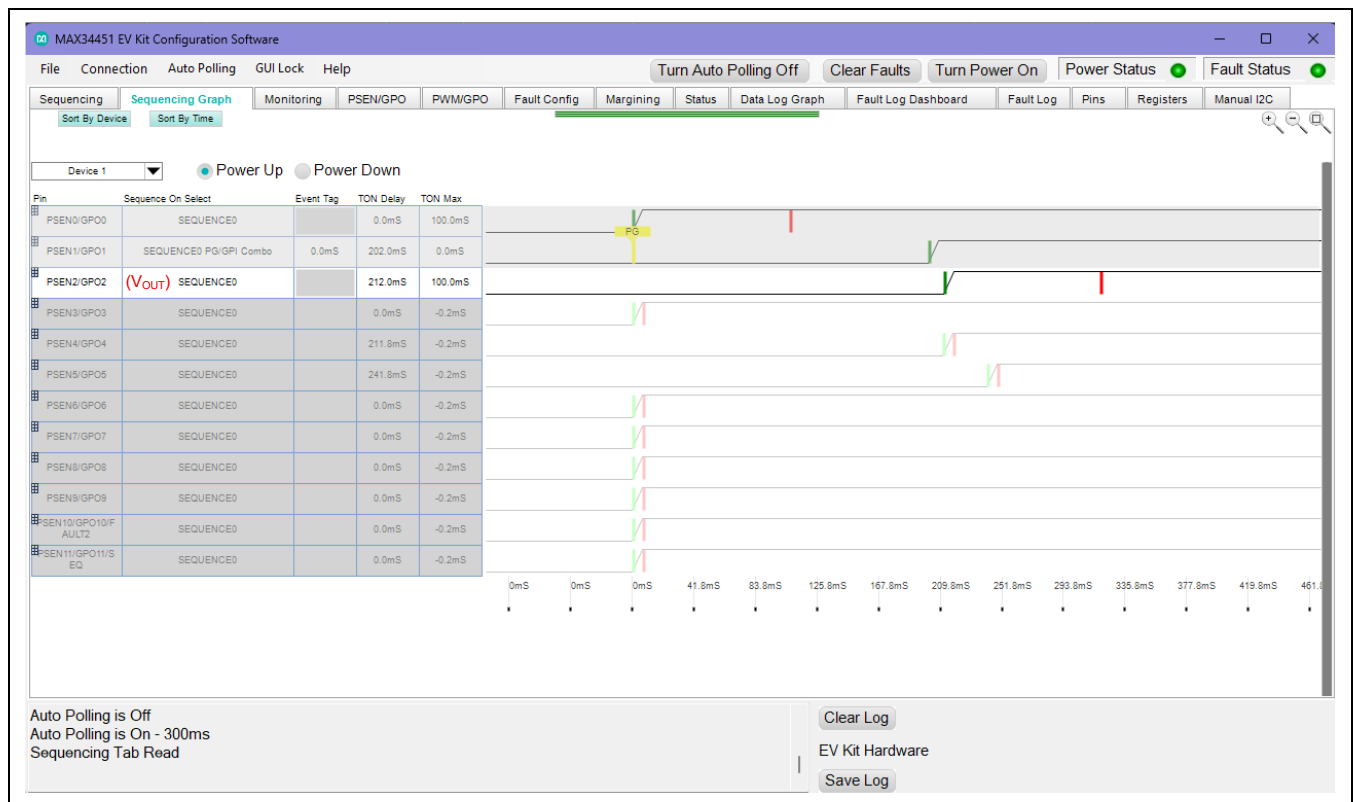 MAX34451 EV Kit Configuration Software
File Connection Auto Polling GUI Lock Help Turn Auto Polling Off Clear Faults Turn Power On Power Status Fault Status
Sequencing Sequencing Graph Monitoring PSEN/GPO PWM/GPO Fault Config Margining Status Data Log Graph Fault Log Dashboard Fault Log Pins Registers Manual I2C
Sort By Device Sort By Time
Device 1 Power Up Power Down
Pin Sequence On Select Event Tag TON Delay TON Max
PSEN0/GPO0 SEQUENCE0 0.0mS 100.0mS
PG
PSEN1/GPO1 SEQUENCE0 PG/GPI Combo 0.0mS 202.0mS 0.0mS
PSEN2/GPO2 (VOUT) SEQUENCE0 212.0mS 100.0mS
PSEN3/GPO3 SEQUENCE0 0.0mS -0.2mS
PSEN4/GPO4 SEQUENCE0 211.8mS -0.2mS
PSEN5/GPO5 SEQUENCE0 241.8mS -0.2mS
PSEN6/GPO6 SEQUENCE0 0.0mS -0.2mS
PSEN7/GPO7 SEQUENCE0 0.0mS -0.2mS
PSEN8/GPO8 SEQUENCE0 0.0mS -0.2mS
PSEN9/GPO9 SEQUENCE0 0.0mS -0.2mS
PSEN10/GPO10/F
AULT2 SEQUENCE0 0.0mS -0.2mS
PSEN11/GPO11/S
EQ SEQUENCE0 0.0mS -0.2mS
0mS 0mS 0mS 41.8mS 83.8mS 125.8mS 167.8mS 209.8mS 251.8mS 293.8mS 335.8mS 377.8mS 419.8mS 461.8
Auto Polling is Off
Auto Polling is On - 300ms
Sequencing Tab Read
Clear Log
EV Kit Hardware
Save Log